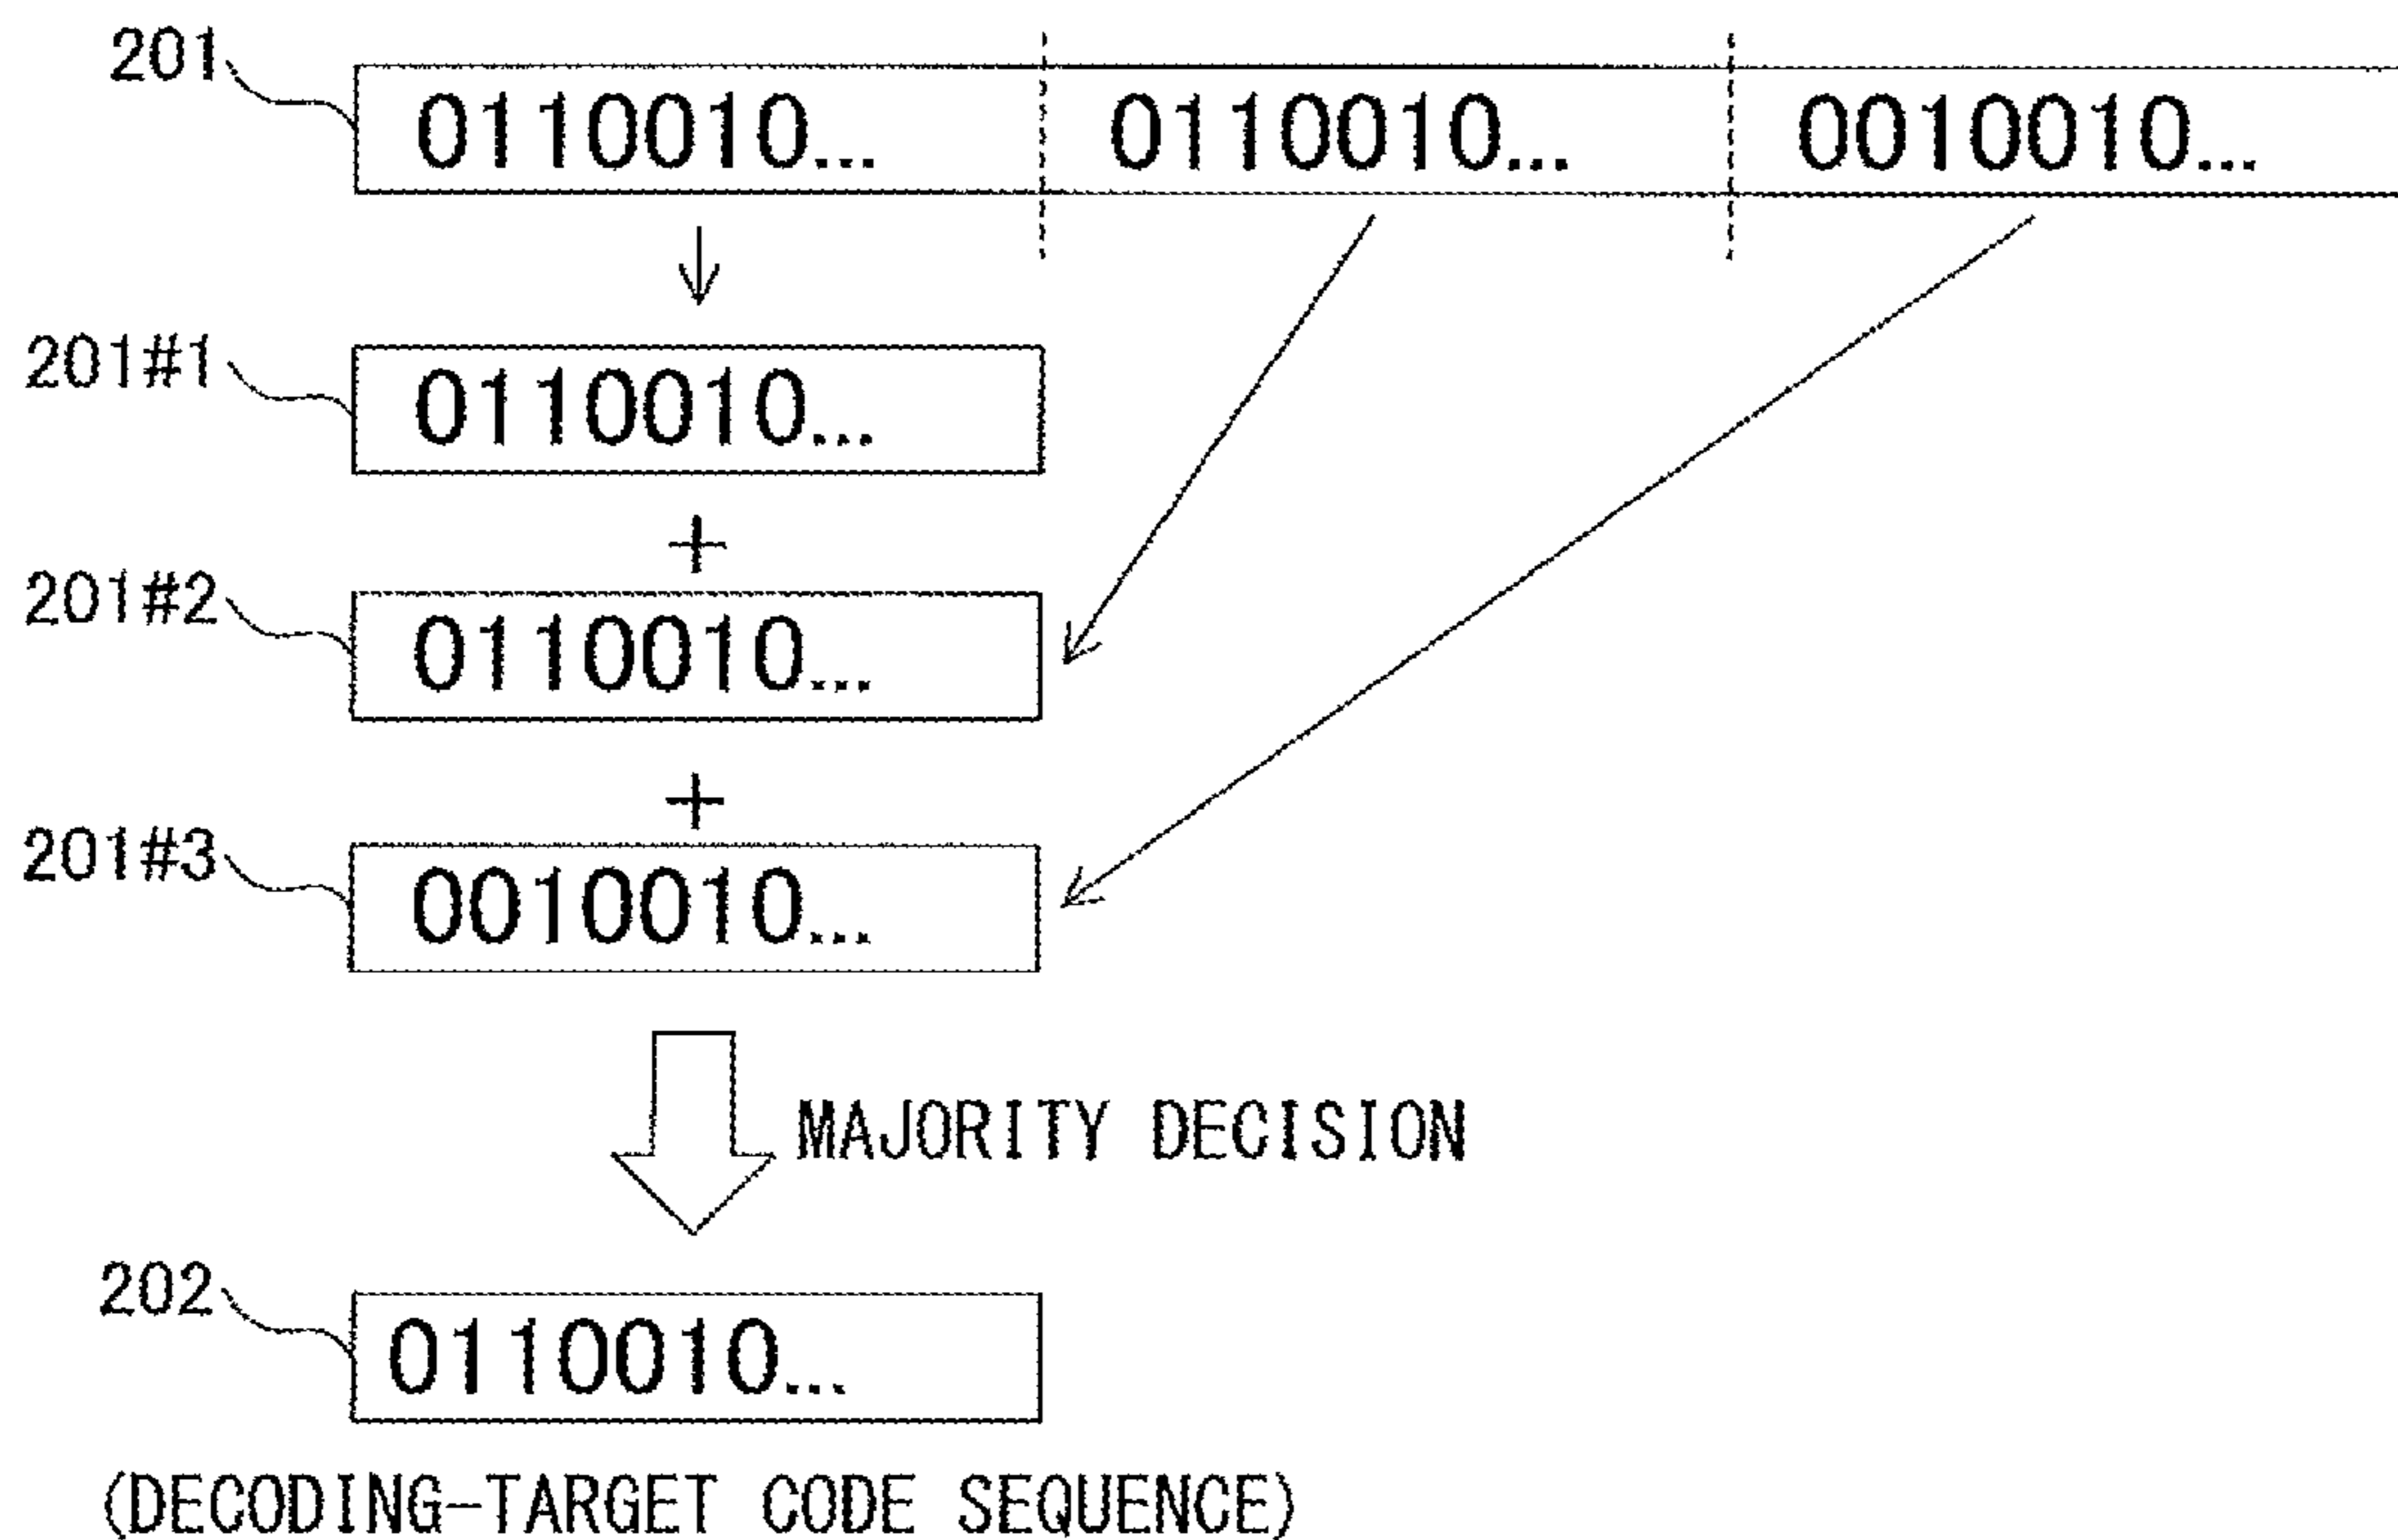 201 0110010... 0110010... 0010010...
201#1 0110010...
+
201#2 0110010...
+
201#3 0010010...
MAJORITY DECISION
202 0110010...
(DECODING-TARGET CODE SEQUENCE)